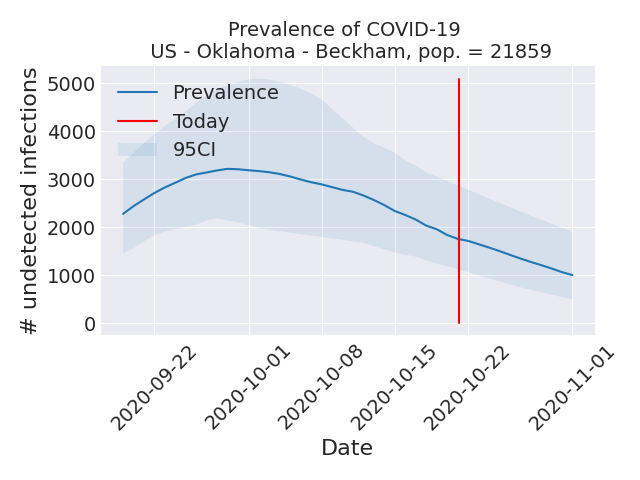 Prevalence of COVID-19
US - Oklahoma - Beckham, pop. = 21859
# undetected infections
5000
4000
3000
2000
1000
0
Prevalence
Today
95CI
2020-09-22
2020-10-01
2020-10-08
2020-10-15
2020-10-22
2020-11-01
Date